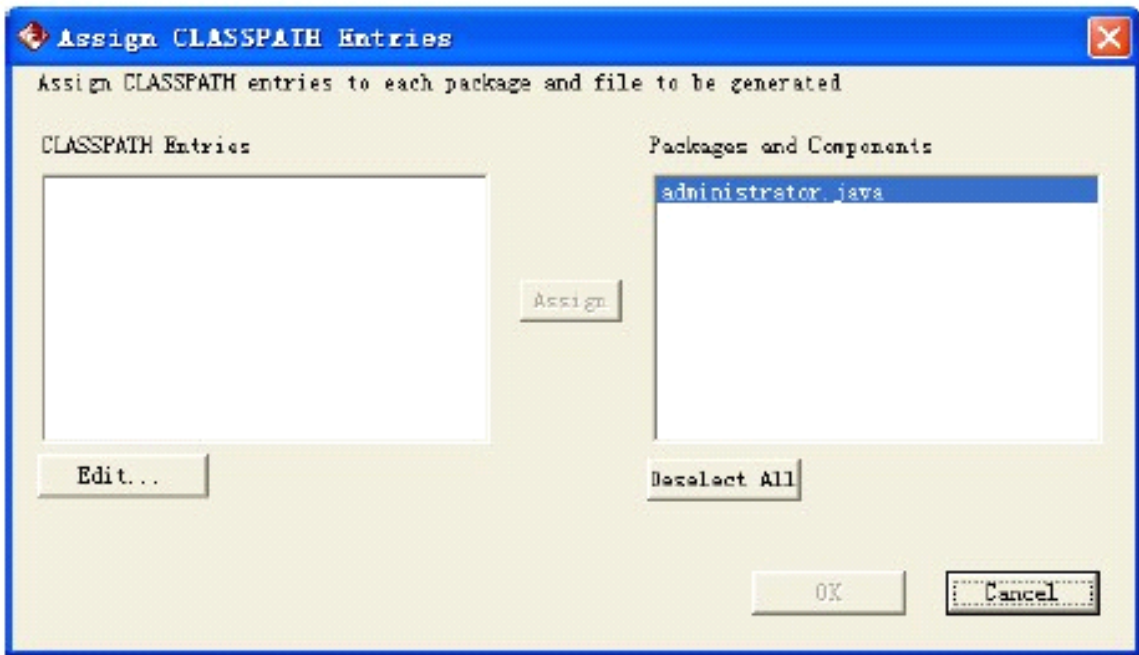 Assign CLASSPATH Entries
Assign CLASSPATH entries to each package and file to be generated
CLASSPATH Entries
Packages and Components
administrator.java
Assign
Edit...
Deselect All
OK
Cancel